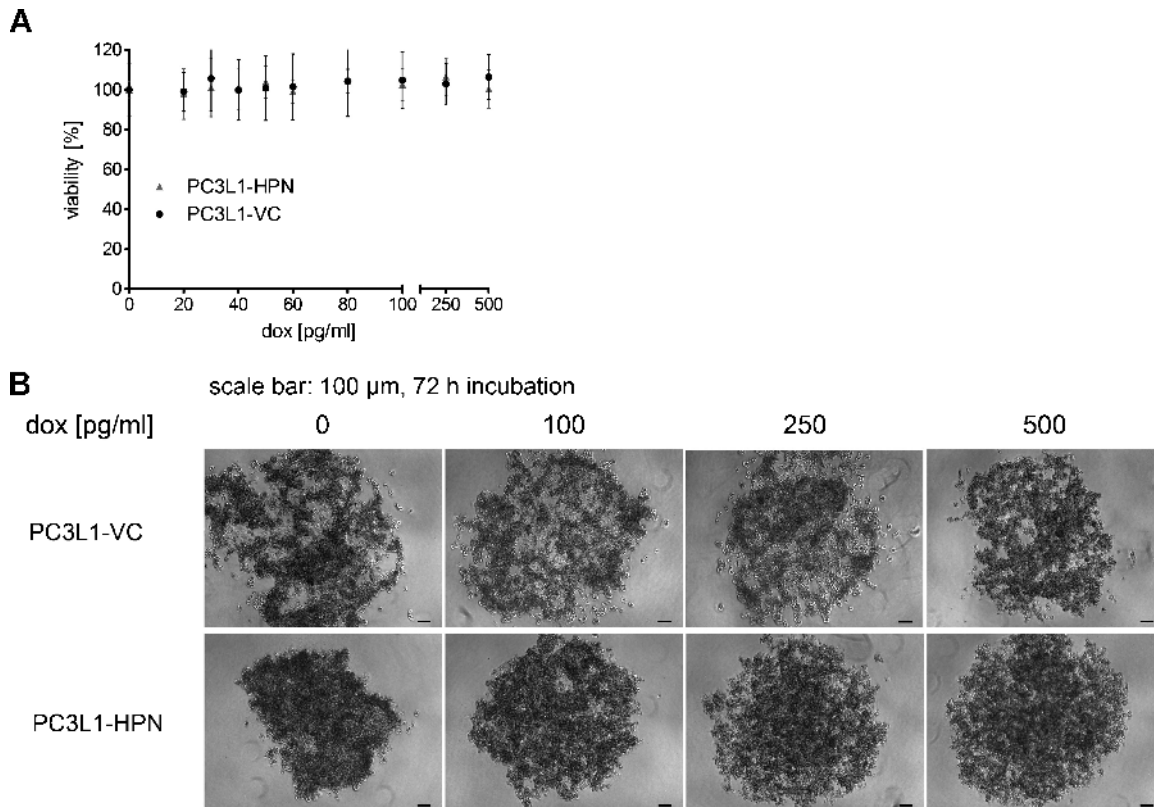 A
120
100
80
60
40
20
0
viability [%]
PC3L1-HPN
PC3L1-VC
0 20 40 60 80 100 250 500
dox [pg/ml]
B
scale bar: 100 µm, 72 h incubation
dox [pg/ml] 0 100 250 500
PC3L1-VC
PC3L1-HPN